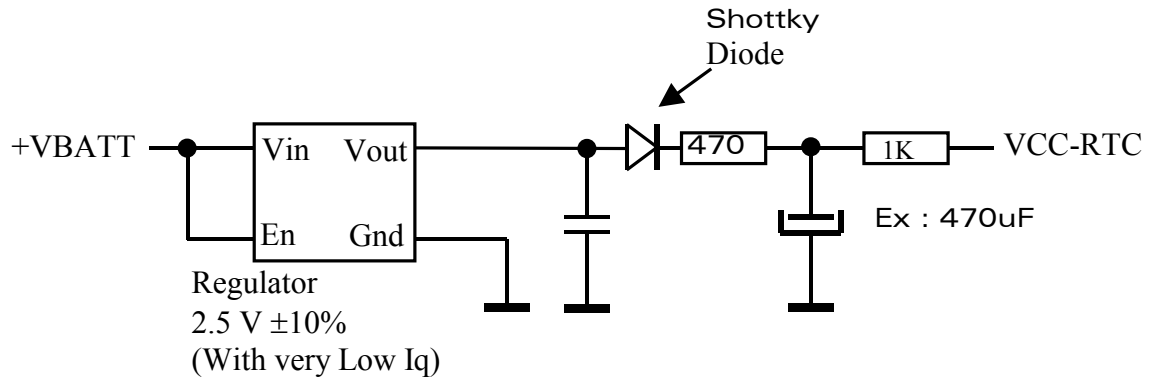 Shottky
Diode
+VBATT
Vin
Vout
470
1K
VCC-RTC
En
Gnd
Ex : 470uF
Regulator
2.5 V ±10%
(With very Low Iq)